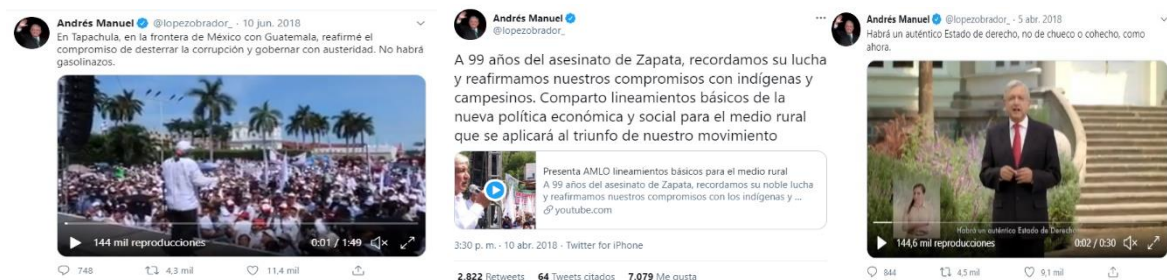 Andrés Manuel @lopezobrador_ · 10 jun. 2018
En Tapachula, en la frontera de México con Guatemala, reafirmé el
compromiso de desterrar la corrupción y gobernar con austeridad. No habrá
gasolinazos.
144 mil reproducciones
0:01 / 1:49
748 4,3 mil 11,4 mil
Andrés Manuel
@lopezobrador_
A 99 años del asesinato de Zapata, recordamos su lucha
y reafirmamos nuestros compromisos con indígenas y
campesinos. Comparto lineamientos básicos de la
nueva política económica y social para el medio rural
que se aplicará al triunfo de nuestro movimiento
Presenta AMLO lineamientos básicos para el medio rural
A 99 años del asesinato de Zapata, recordamos su noble lucha
y reafirmamos nuestros compromisos con los indígenas y ...
youtube.com
3:30 p. m. · 10 abr. 2018 · Twitter for iPhone
2.822 Retweets 64 Tweets citados 7.079 Me gusta
Andrés Manuel @lopezobrador_ · 5 abr. 2018
Habrá un auténtico Estado de derecho, no de chueco o cohecho, como
ahora.
Habrá un auténtico Estado de Derecho
144,6 mil reproducciones
0:02 / 0:30
844 4,5 mil 9,1 mil